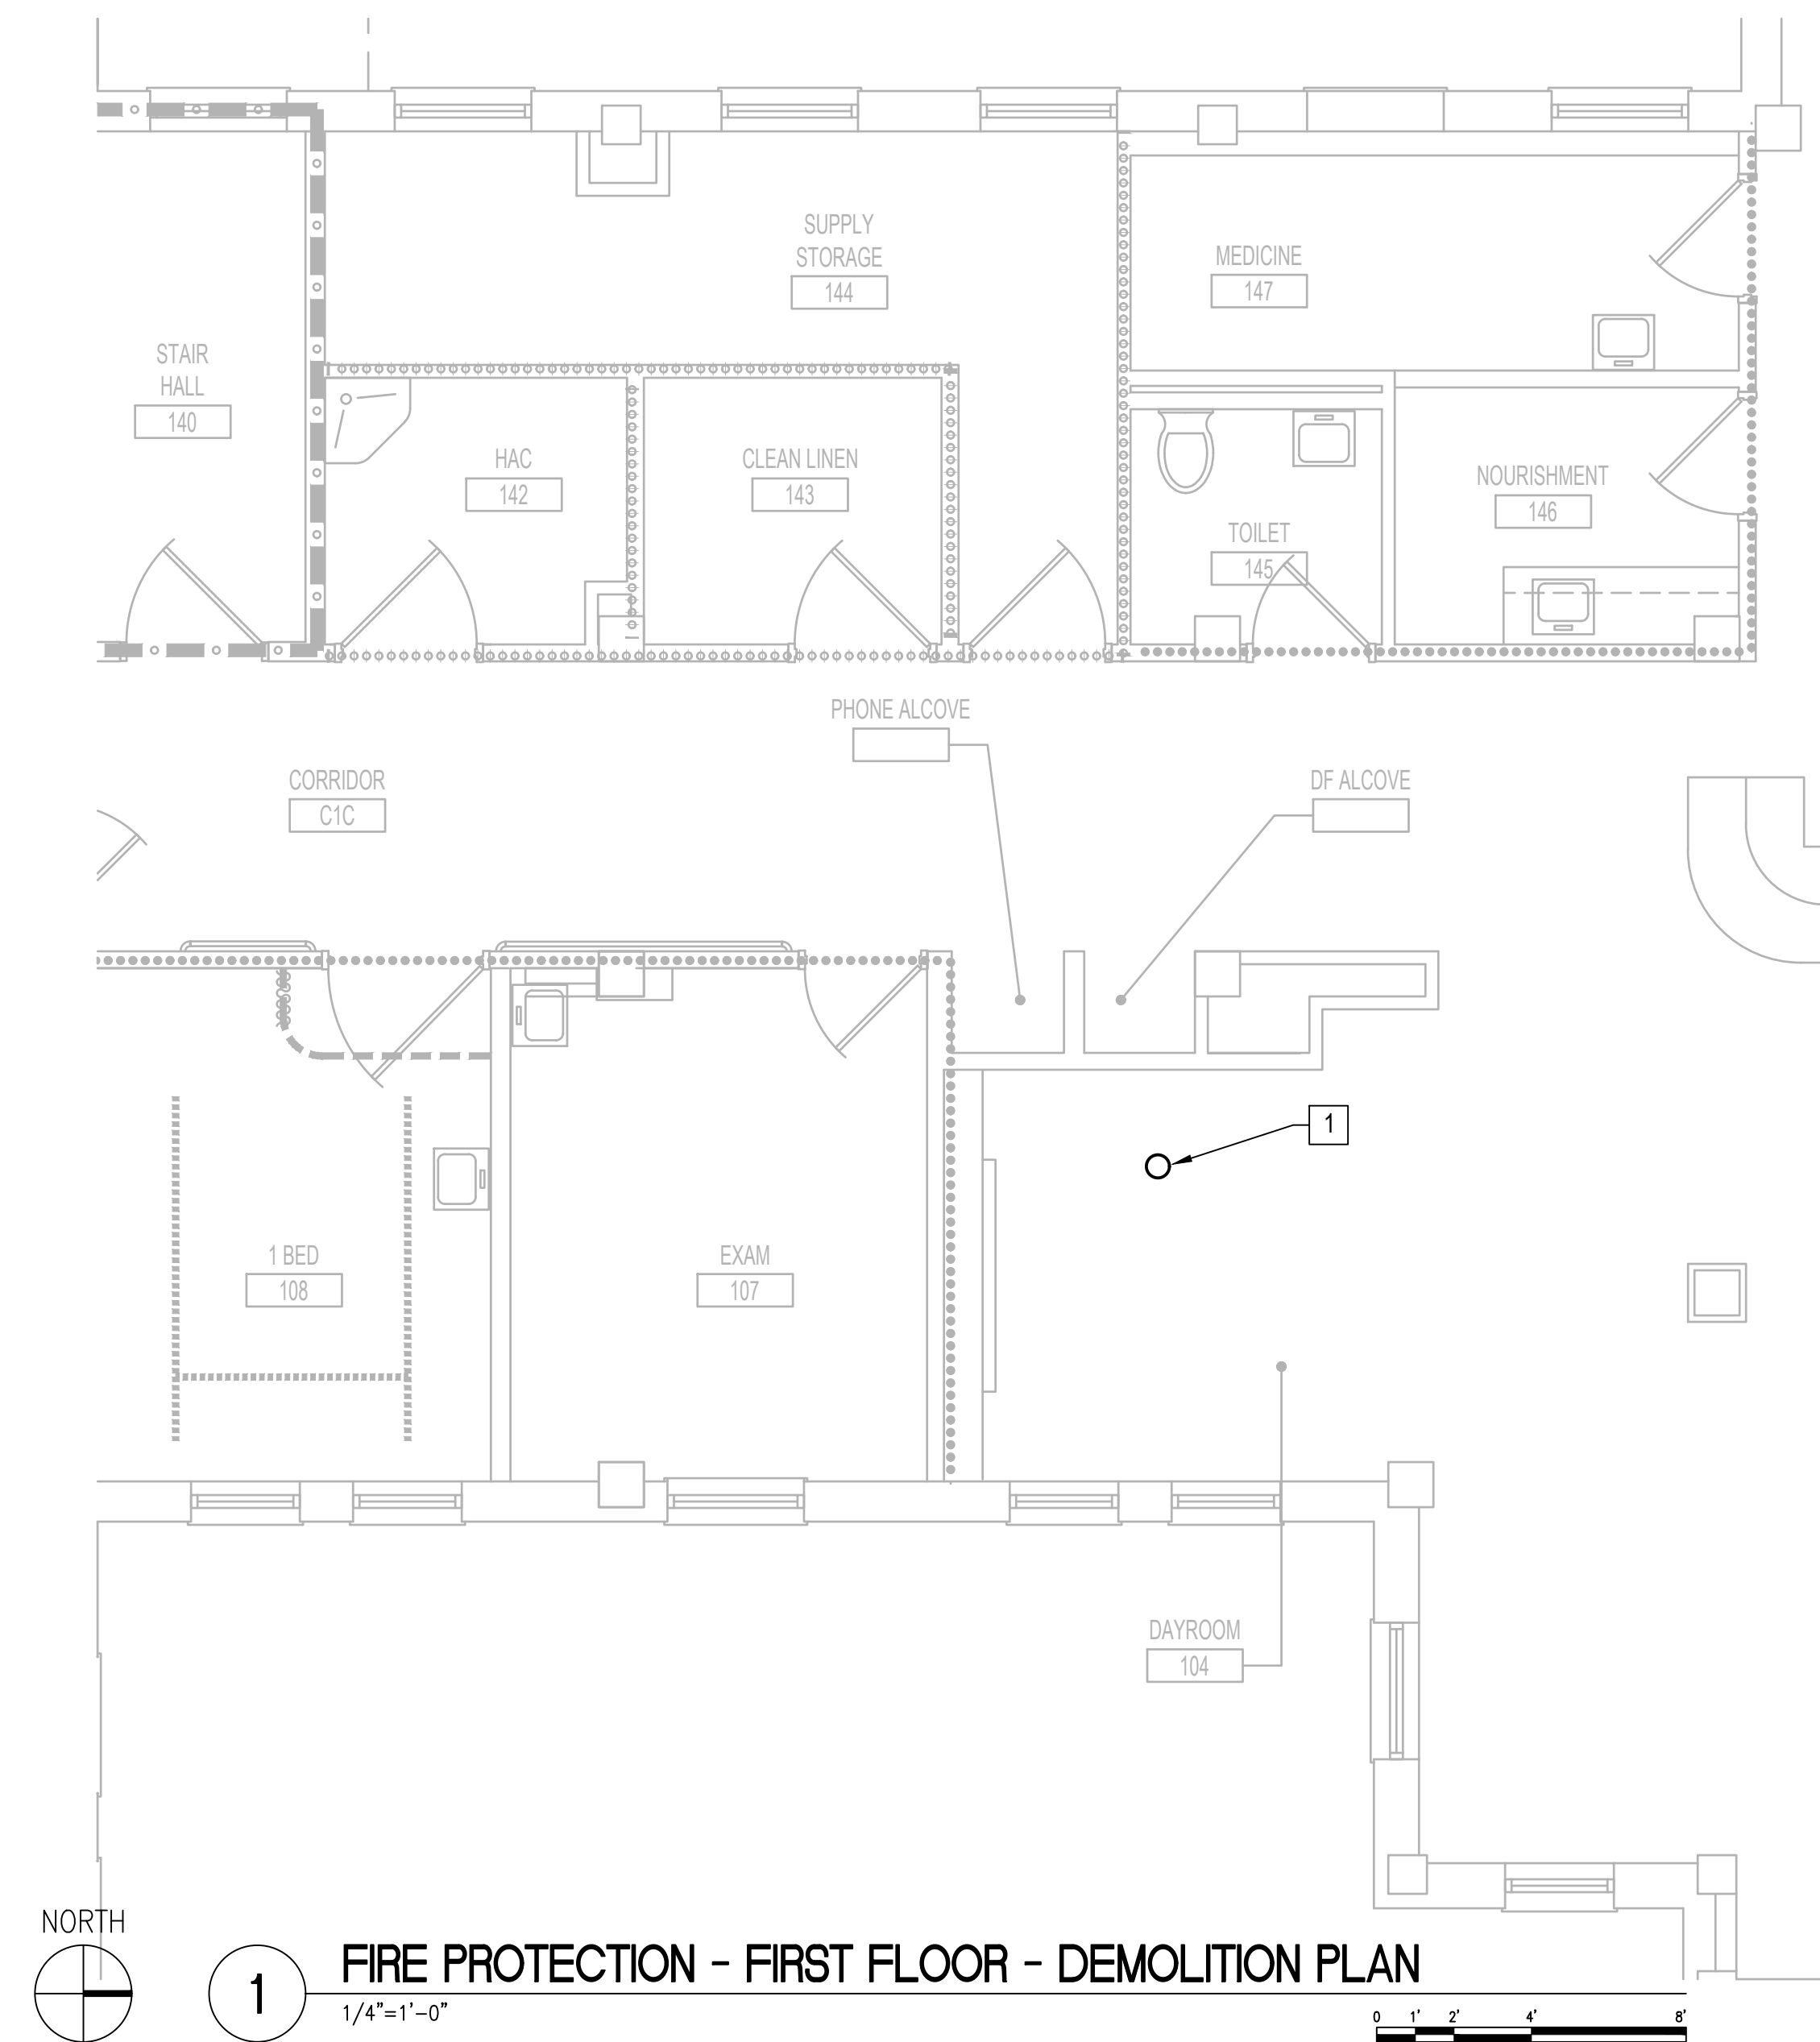 SUPPLY
STORAGE
144
MEDICINE
147
STAIR
HALL
140
HAC
142
CLEAN LINEN
143
NOURISHMENT
146
TOILET
145
PHONE ALCOVE
CORRIDOR
C1C
DF ALCOVE
1
1 BED
108
EXAM
107
DAYROOM
104
NORTH
1
FIRE PROTECTION - FIRST FLOOR - DEMOLITION PLAN
1/4"=1'-0"
0 1' 2' 4' 8'